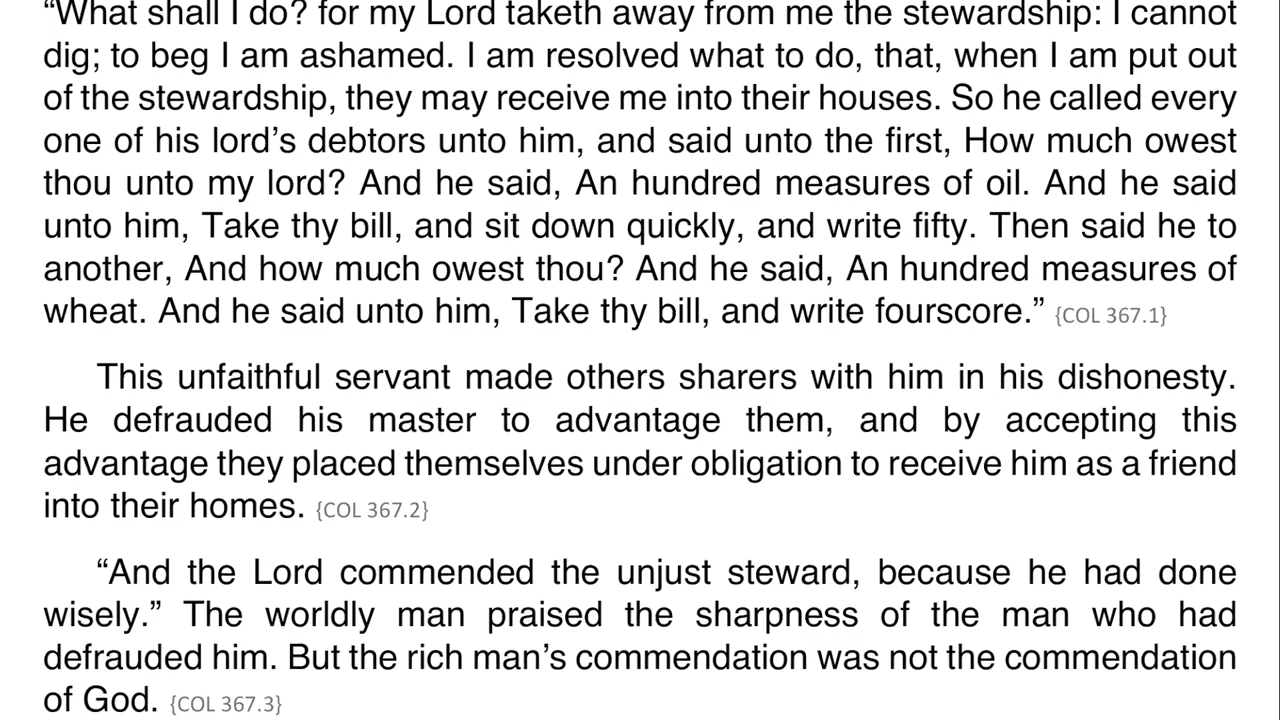 “What shall I do? for my Lord taketh away from me the stewardship: I cannot
dig; to beg I am ashamed. I am resolved what to do, that, when I am put out
of the stewardship, they may receive me into their houses. So he called every
one of his lord’s debtors unto him, and said unto the first, How much owest
thou unto my lord? And he said, An hundred measures of oil. And he said
unto him, Take thy bill, and sit down quickly, and write fifty. Then said he to
another, And how much owest thou? And he said, An hundred measures of
wheat. And he said unto him, Take thy bill, and write fourscore.” {COL 367.1}
This unfaithful servant made others sharers with him in his dishonesty.
He defrauded his master to advantage them, and by accepting this
advantage they placed themselves under obligation to receive him as a friend
into their homes. {COL 367.2}
“And the Lord commended the unjust steward, because he had done
wisely.” The worldly man praised the sharpness of the man who had
defrauded him. But the rich man’s commendation was not the commendation
of God. {COL 367.3}